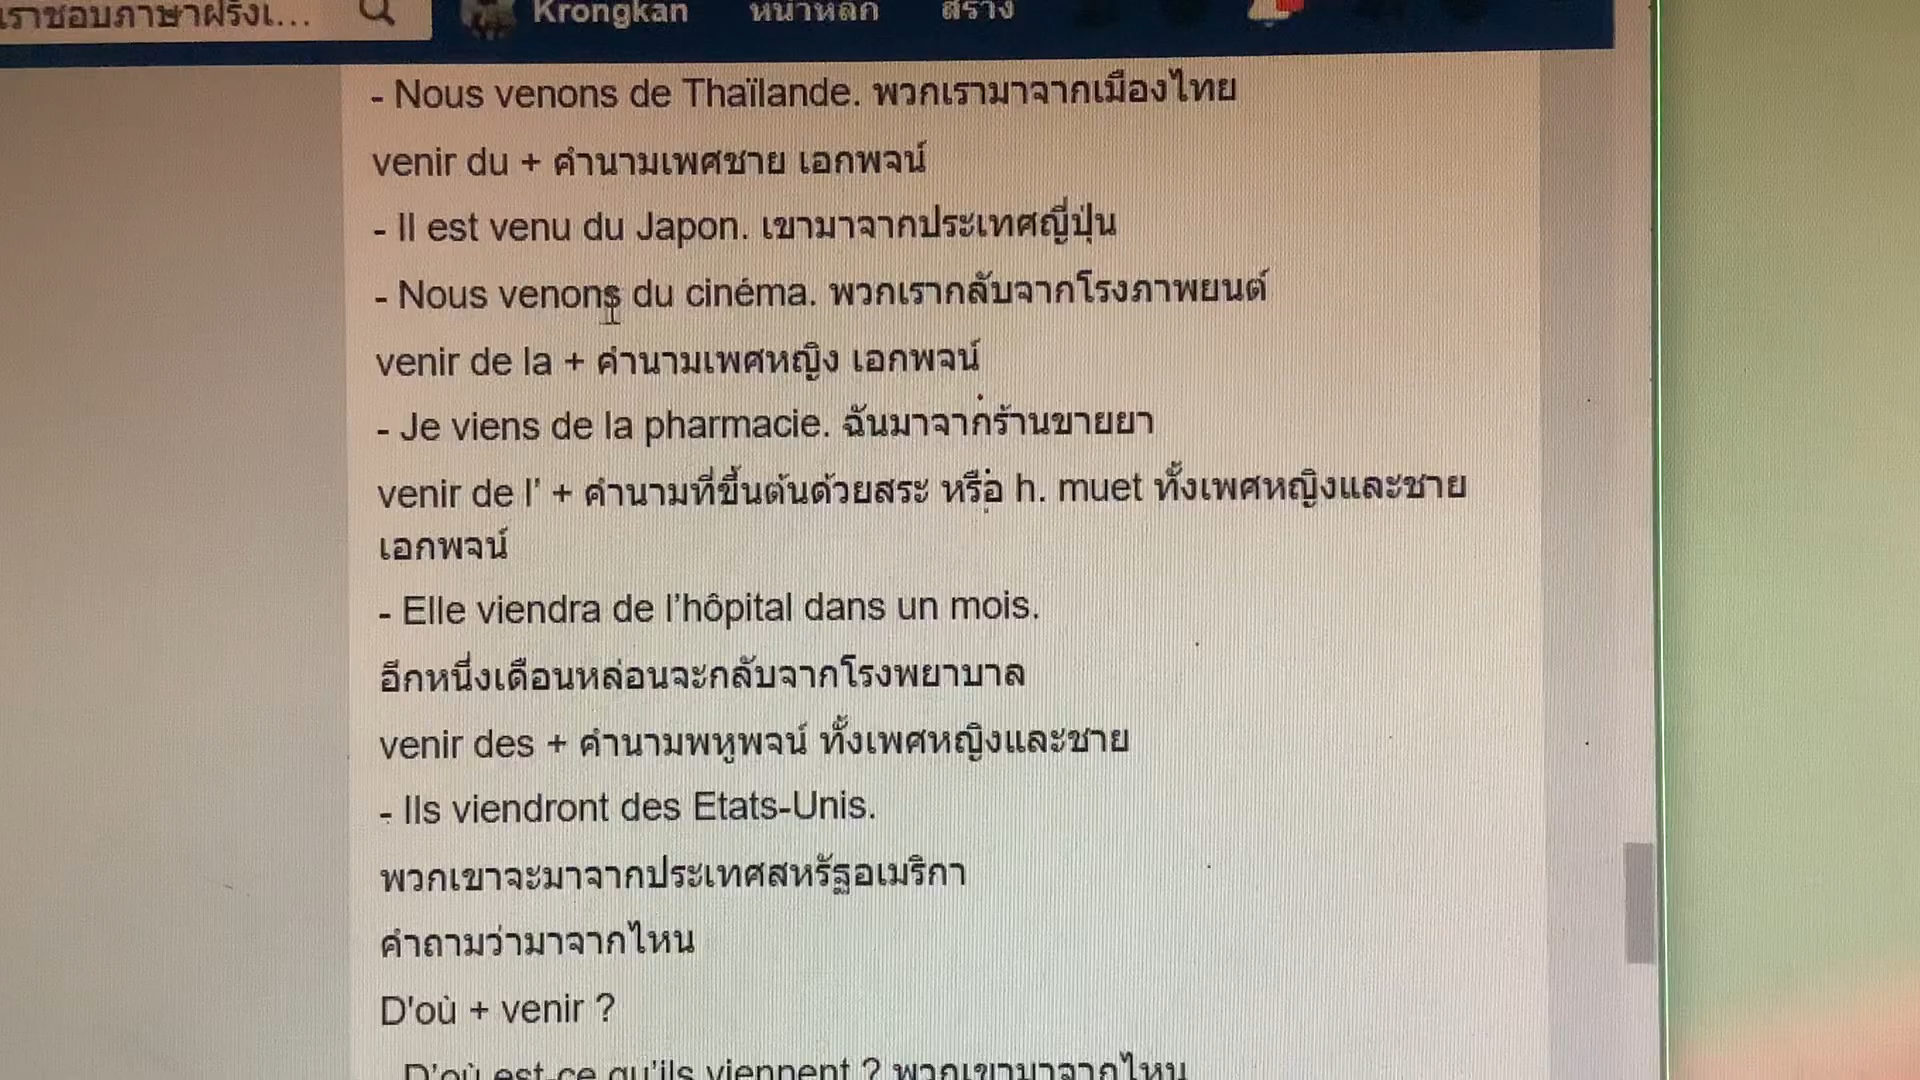 เราชอบภาษาฝรั่งเ... Krongkan หน้าหลัก สร้าง
- Nous venons de Thaïlande. พวกเรามาจากเมืองไทย
venir du + คำนามเพศชาย เอกพจน์
- Il est venu du Japon. เขามาจากประเทศญี่ปุ่น
- Nous venons du cinéma. พวกเรากลับจากโรงภาพยนต์
venir de la + คำนามเพศหญิง เอกพจน์
- Je viens de la pharmacie. ฉันมาจากร้านขายยา
venir de l' + คำนามที่ขึ้นต้นด้วยสระ หรือ h. muet ทั้งเพศหญิงและชาย
เอกพจน์
- Elle viendra de l'hôpital dans un mois.
อีกหนึ่งเดือนหล่อนจะกลับจากโรงพยาบาล
venir des + คำนามพหูพจน์ ทั้งเพศหญิงและชาย
- Ils viendront des Etats-Unis.
พวกเขาจะมาจากประเทศสหรัฐอเมริกา
คำถามว่ามาจากไหน
D'où + venir ?
D'où est-ce qu'ils viennent ? พวกเขามาจากไหน